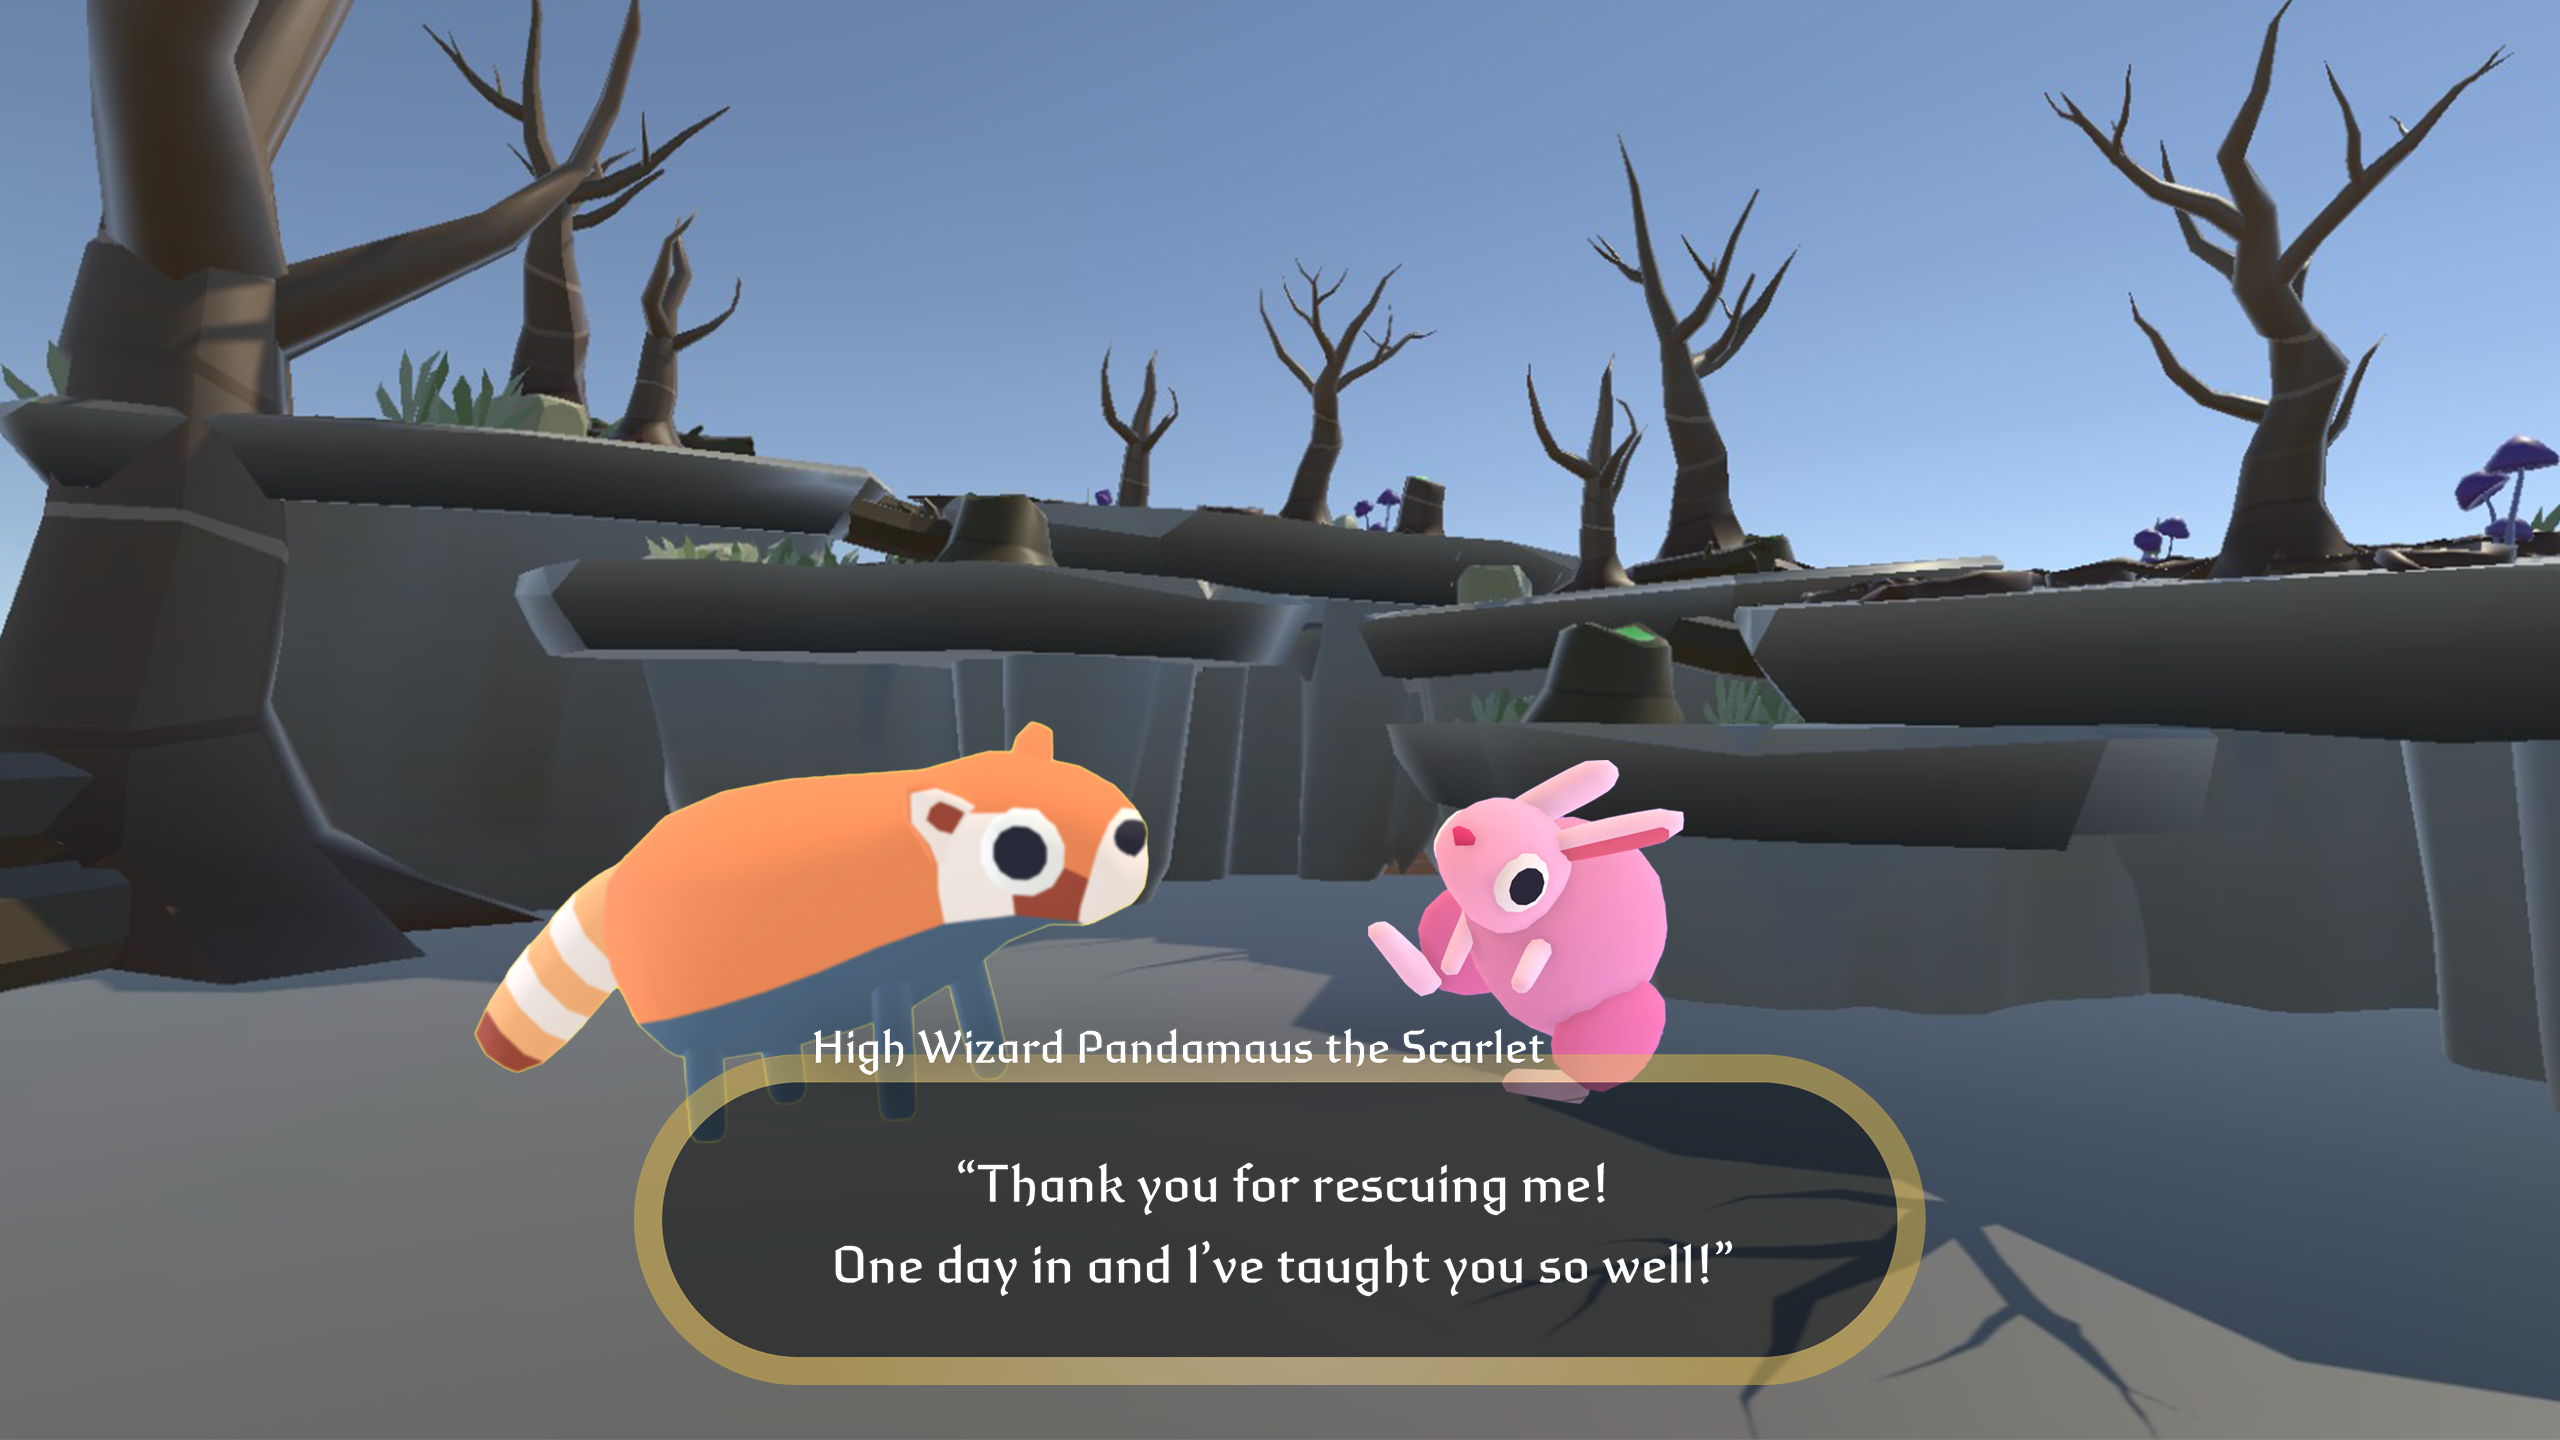 High Wizard Pandamaus the Scarlet
“Thank you for rescuing me!
One day in and I’ve taught you so well!”